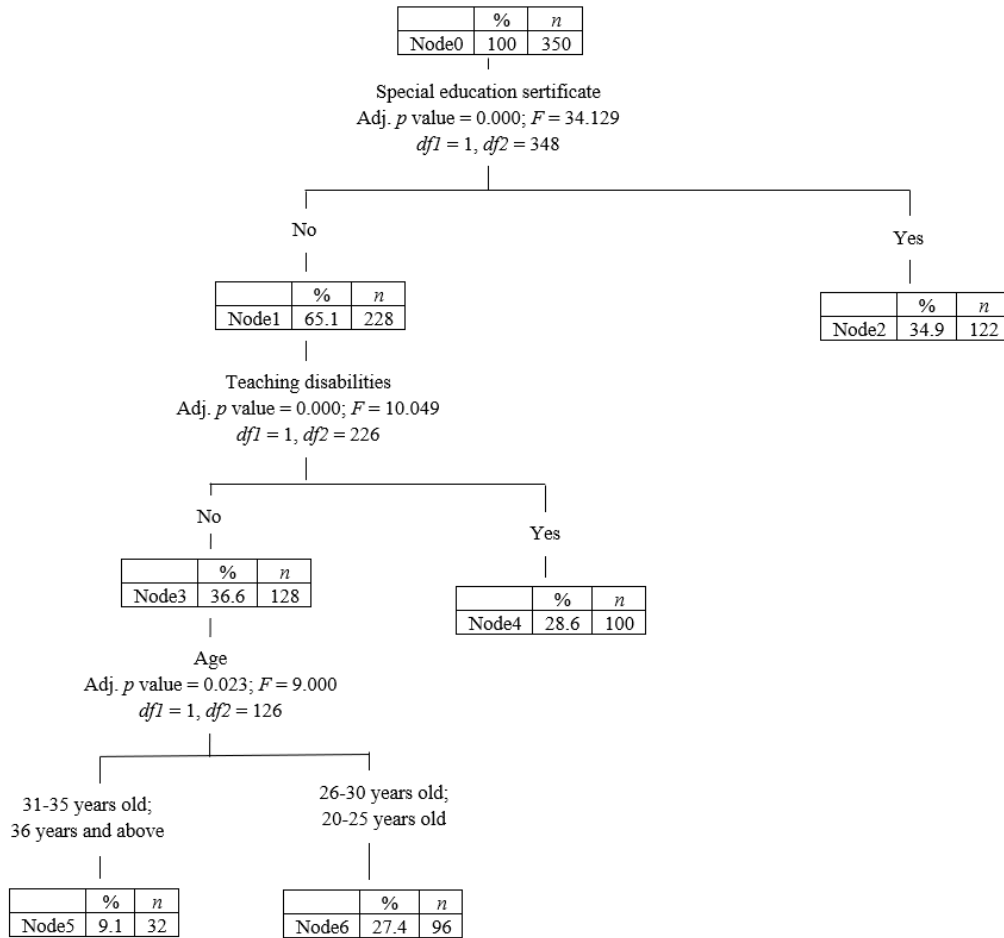 % n
Node0 100 350
Special education sertificate
Adj. p value = 0.000; F = 34.129
df1 = 1, df2 = 348
No
Yes
% n
Node1 65.1 228
% n
Node2 34.9 122
Teaching disabilities
Adj. p value = 0.000; F = 10.049
df1 = 1, df2 = 226
No
Yes
% n
Node3 36.6 128
% n
Node4 28.6 100
Age
Adj. p value = 0.023; F = 9.000
df1 = 1, df2 = 126
31-35 years old;
36 years and above
26-30 years old;
20-25 years old
% n
Node5 9.1 32
% n
Node6 27.4 96